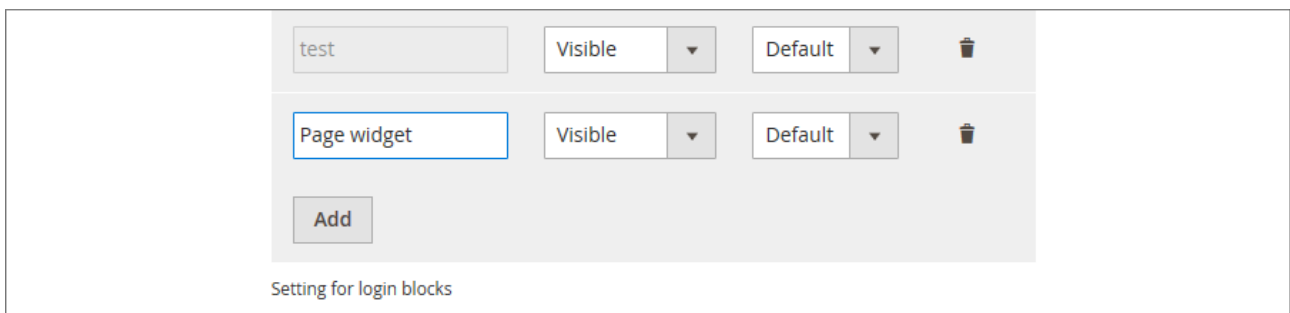 test Visible Default
Page widget Visible Default
Add
Setting for login blocks